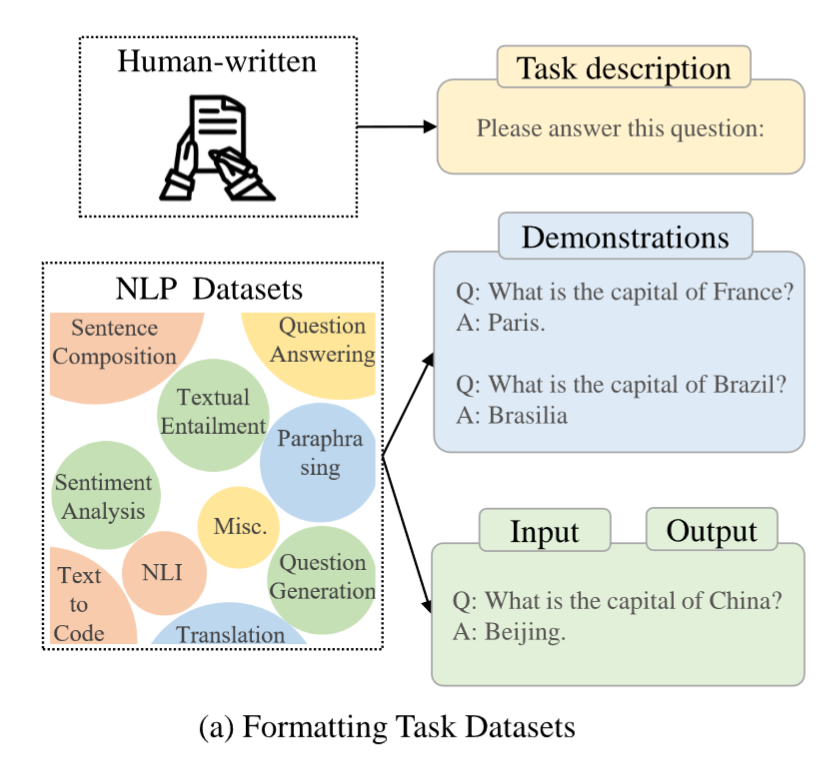 Human-written
Task description
Please answer this question:
Demonstrations
Q: What is the capital of France?
A: Paris.
Q: What is the capital of Brazil?
A: Brasilia
NLP Datasets
Sentence
Composition
Question
Answering
Textual
Entailment
Paraphra
sing
Sentiment
Analysis
Misc.
NLI
Question
Generation
Text
to
Code
Translation
Input
Output
Q: What is the capital of China?
A: Beijing.
(a) Formatting Task Datasets